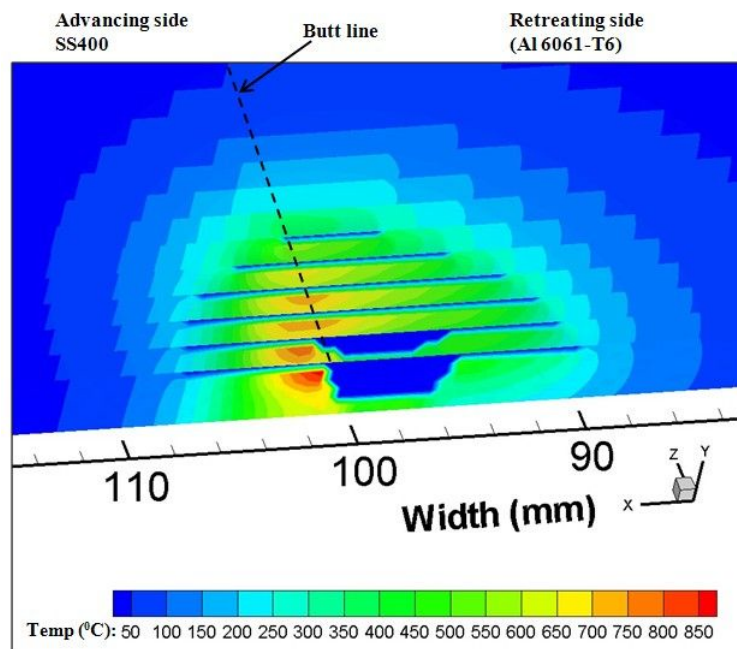 Advancing side
SS400
Butt line
Retreating side
(Al 6061-T6)
110
100
90
Width (mm)
X
Z
Y
Temp (⁰C): 50 100 150 200 250 300 350 400 450 500 550 600 650 700 750 800 850